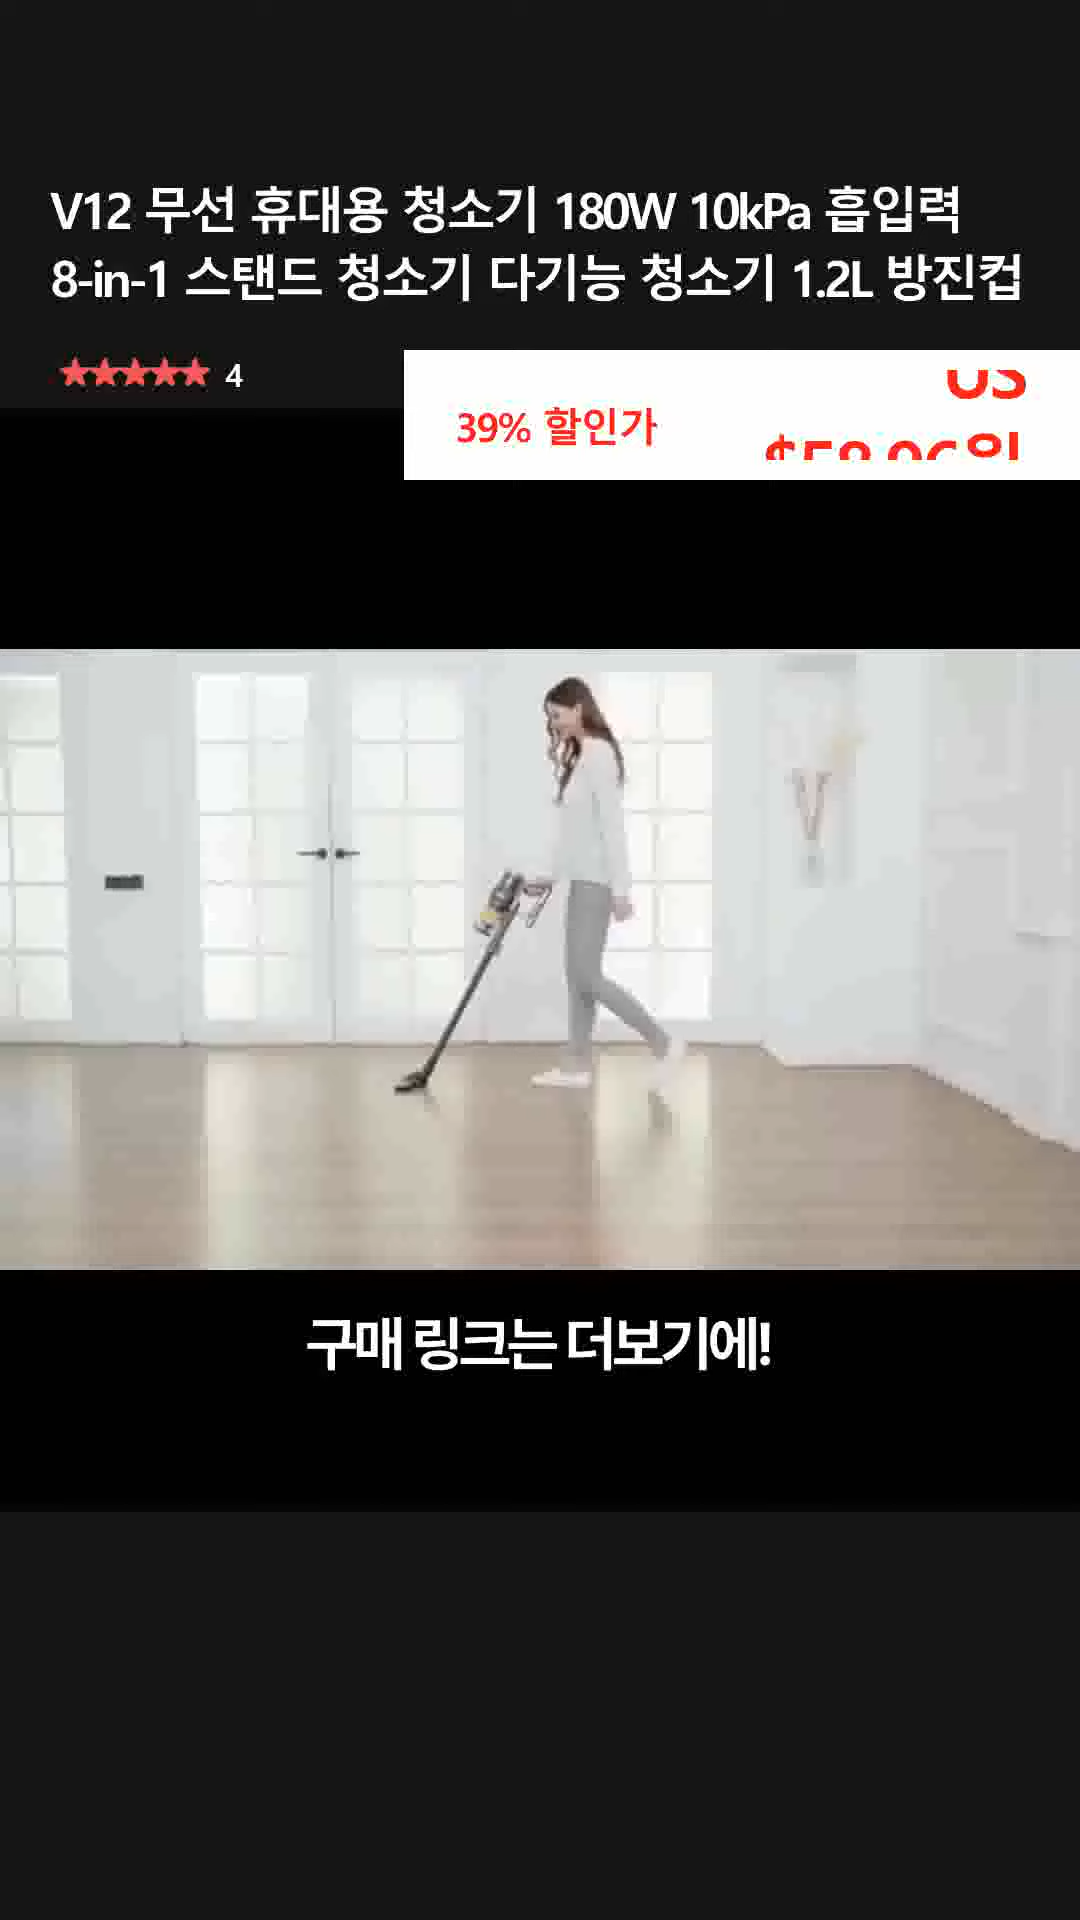 V12 무선 휴대용 청소기 180W 10kPa 흡입력
8-in-1 스탠드 청소기 다기능 청소기 1.2L 방진컵
4
39% 할인가
US
구매 링크는 더보기에!